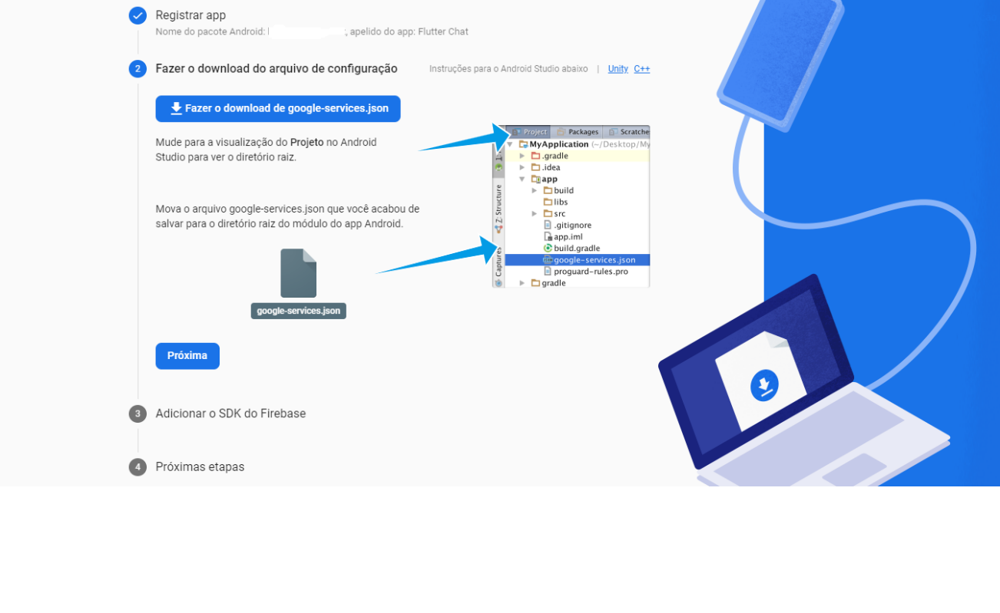 Registrar app
Nome do pacote Android: , apelido do app: Flutter Chat
2 Fazer o download do arquivo de configuração
Instruções para o Android Studio abaixo | Unity C++
Fazer o download de google-services.json
Mude para a visualização do Projeto no Android
Studio para ver o diretório raiz.
Mova o arquivo google-services.json que você acabou de
salvar para o diretório raiz do módulo do app Android.
google-services.json
Project Packages Scratche
MyApplication (~/Desktop/My
.gradle
.idea
app
build
libs
src
.gitignore
app.iml
build.gradle
google-services.json
proguard-rules.pro
gradle
Z: Structure
Captures
Próxima
3 Adicionar o SDK do Firebase
4 Próximas etapas